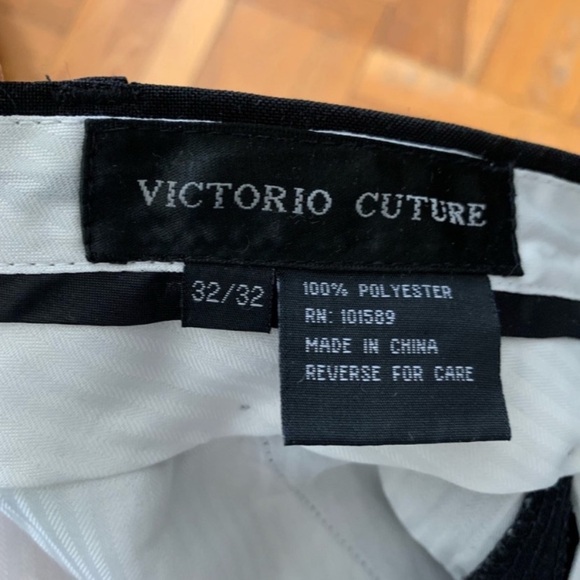 VICTORIO CUTURE
32/32
100% POLYESTER
RN: 101589
MADE IN CHINA
REVERSE FOR CARE